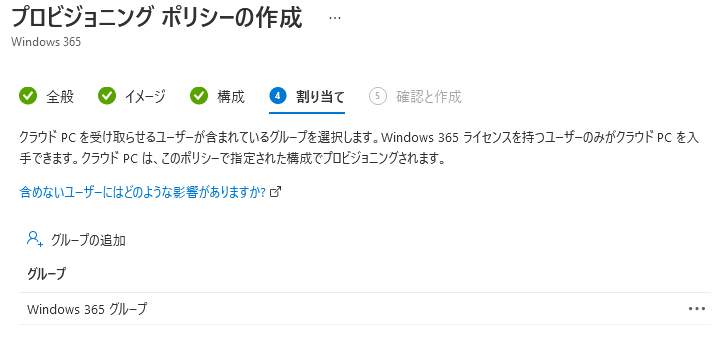 プロビジョニング ポリシーの作成 …
Windows 365
全般 イメージ 構成 4 割り当て 5 確認と作成
クラウド PC を受け取らせるユーザーが含まれているグループを選択します。Windows 365 ライセンスを持つユーザーのみがクラウド PC を入
手できます。クラウド PC は、このポリシーで指定された構成でプロビジョニングされます。
含めないユーザーにはどのような影響がありますか?
グループの追加
グループ
Windows 365 グループ